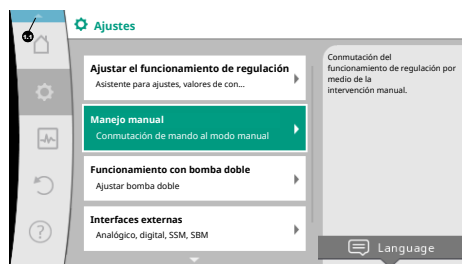 1.1
Ajustes
Ajustar el funcionamiento de regulación
Asistente para ajustes, valores de con...
Manejo manual
Conmutación de mando al modo manual
Funcionamiento con bomba doble
Ajustar bomba doble
Interfaces externas
Analógico, digital, SSM, SBM
Conmutación del
funcionamiento de regulación por
medio de la
intervención manual.
Language